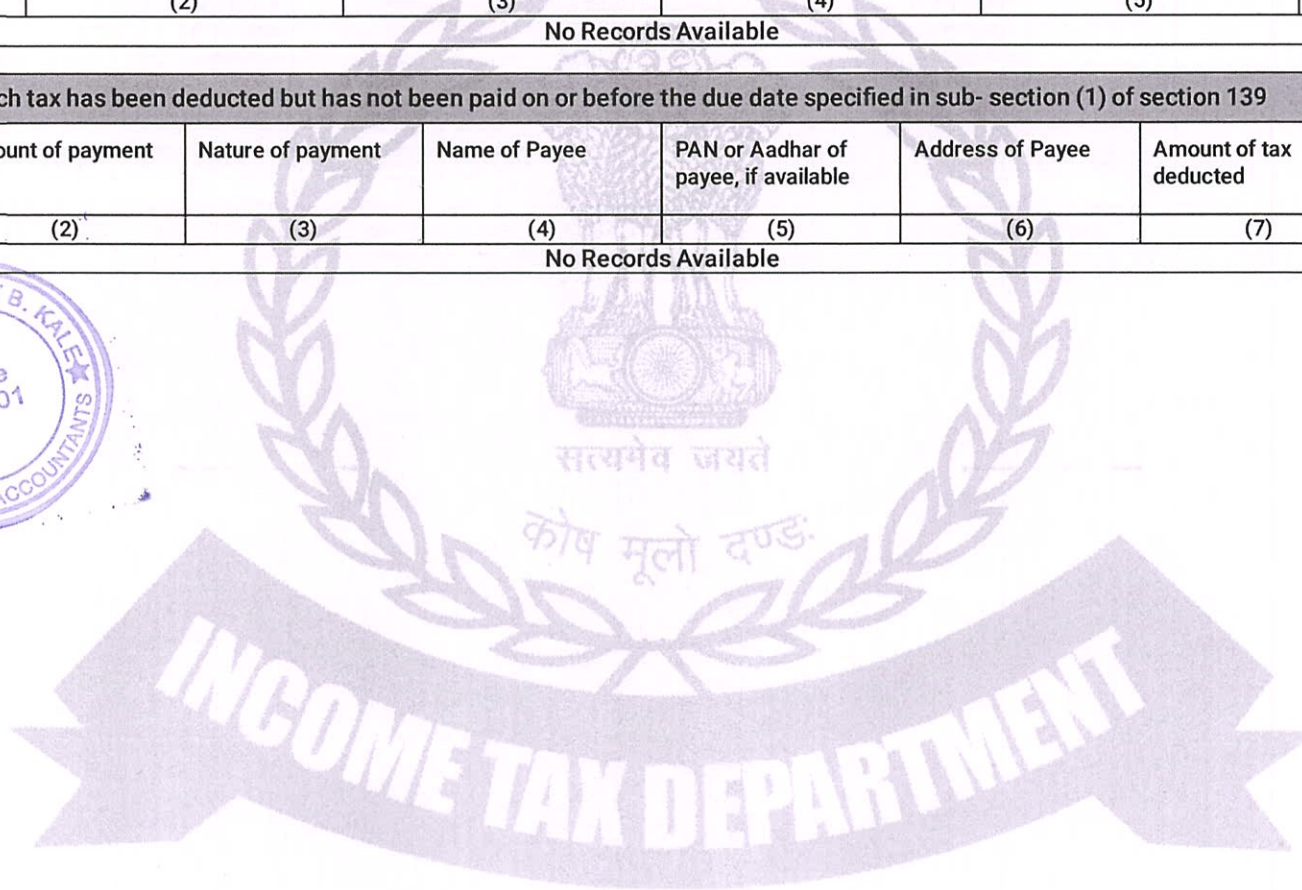 (2) (3) (4) (5)
No Records Available
ch tax has been deducted but has not been paid on or before the due date specified in sub- section (1) of section 139
ount of payment Nature of payment Name of Payee PAN or Aadhar of payee, if available Address of Payee Amount of tax deducted
(2) (3) (4) (5) (6) (7)
No Records Available
B. KALE
01
ACCOUNTANTS
सत्यमेव जयते
कोष मूलो दण्डः
INCOME TAX DEPARTMENT